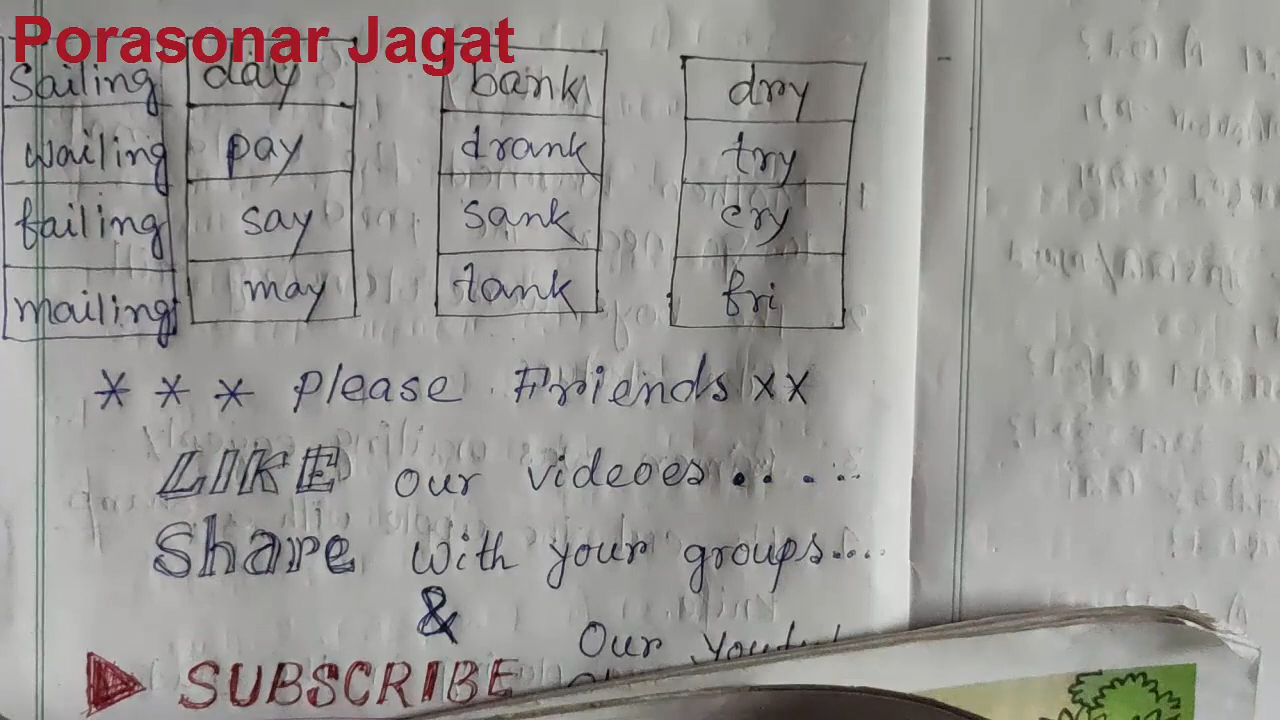 Porasonar Jagat
Sailing day bank dry
wailing pay drank try
failing say sank cry
mailing may tank fri
* * * please Friends x x
LIKE our videoes......
Share with your groups....
&
Our
SUBSCRIBE